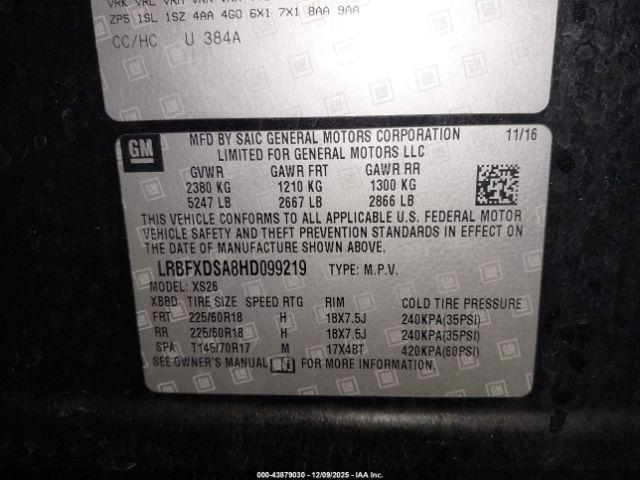 ZP5 1SL 1SZ 4AA 4GO 6X1 7X1 8AA 9AA
CC/HC U 384A
GM
MFD BY SAIC GENERAL MOTORS CORPORATION 11/16
LIMITED FOR GENERAL MOTORS LLC
GVWR GAWR FRT GAWR RR
2380 KG 1210 KG 1300 KG
5247 LB 2667 LB 2866 LB
THIS VEHICLE CONFORMS TO ALL APPLICABLE U.S. FEDERAL MOTOR
VEHICLE SAFETY AND THEFT PREVENTION STANDARDS IN EFFECT ON
THE DATE OF MANUFACTURE SHOWN ABOVE.
LRBFXDSA8HD099219 TYPE: M.P.V.
MODEL: XS26
XBBD TIRE SIZE SPEED RTG RIM COLD TIRE PRESSURE
FRT 225/60R18 H 18X7.5J 240KPA(35PSI)
RR 225/60R18 H 18X7.5J 240KPA(35PSI)
SPA T145/70R17 M 17X4BT 420KPA(60PSI)
SEE OWNER'S MANUAL FOR MORE INFORMATION.
000-43879030 - 12/09/2025 - IAABUYER